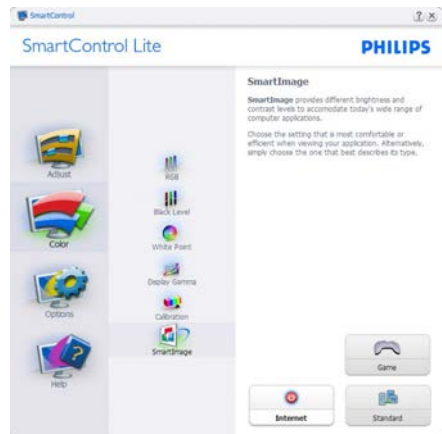 SmartControl
SmartControl Lite
PHILIPS
Adjust
Color
Options
Help
RGB
Black Level
White Point
Display Gamma
Calibration
SmartImage
SmartImage
SmartImage provides different brightness and
contrast levels to accomodate today's wide range of
computer applications.
Choose the setting that is most comfortable or
efficient when viewing your application. Alternatively,
simply choose the one that best describes its type.
Game
Internet
Standard